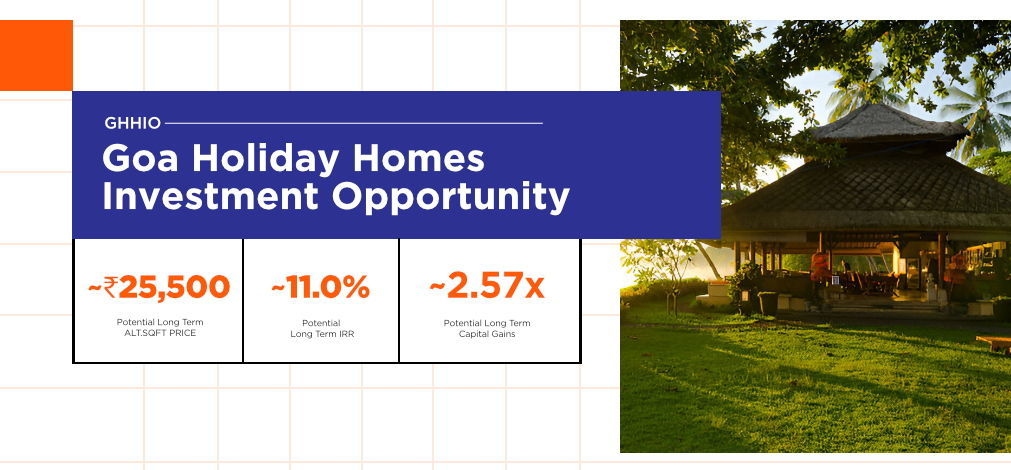 GHHIO
Goa Holiday Homes
Investment Opportunity
~₹25,500
Potential Long Term
ALT.SQFT PRICE
~11.0%
Potential
Long Term IRR
~2.57x
Potential Long Term
Capital Gains